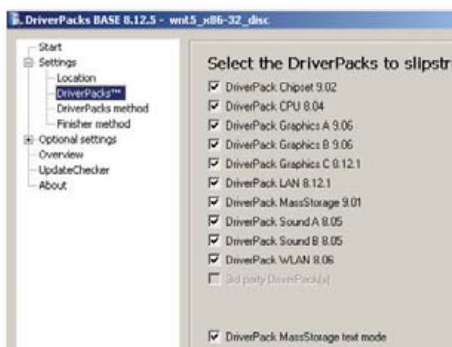 DriverPacks BASE 8.12.5 - wnt5_x86-32_disc
Start
Settings
Location
DriverPacks™
DriverPacks method
Finisher method
Optional settings
Overview
UpdateChecker
About
Select the DriverPacks to slipstr
DriverPack Chipset 9.02
DriverPack CPU 8.04
DriverPack Graphics A 9.06
DriverPack Graphics B 9.06
DriverPack Graphics C 8.12.1
DriverPack LAN 8.12.1
DriverPack MassStorage 9.01
DriverPack Sound A 8.05
DriverPack Sound B 8.05
DriverPack WLAN 8.06
3rd party DriverPack(s)
DriverPack MassStorage text mode